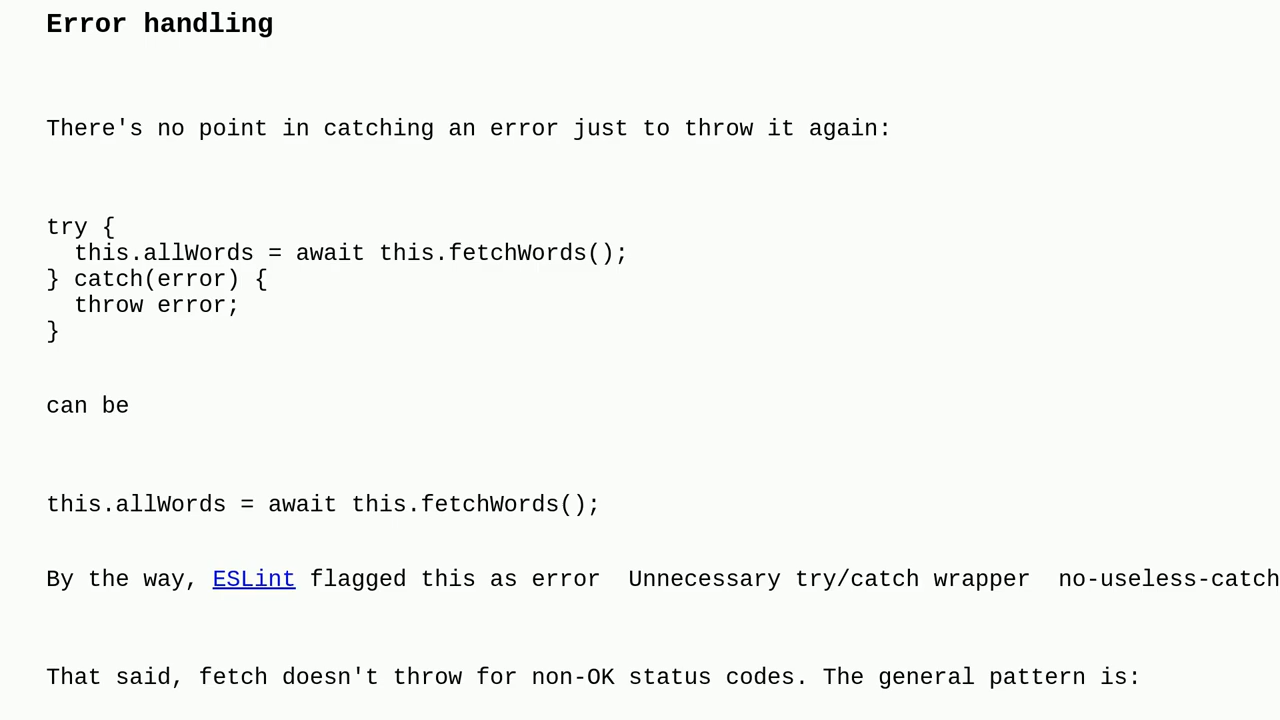 Error handling
There's no point in catching an error just to throw it again:
try {
  this.allWords = await this.fetchWords();
} catch(error) {
  throw error;
}
can be
this.allWords = await this.fetchWords();
By the way, ESLint flagged this as error  Unnecessary try/catch wrapper  no-useless-catch
That said, fetch doesn't throw for non-OK status codes. The general pattern is: